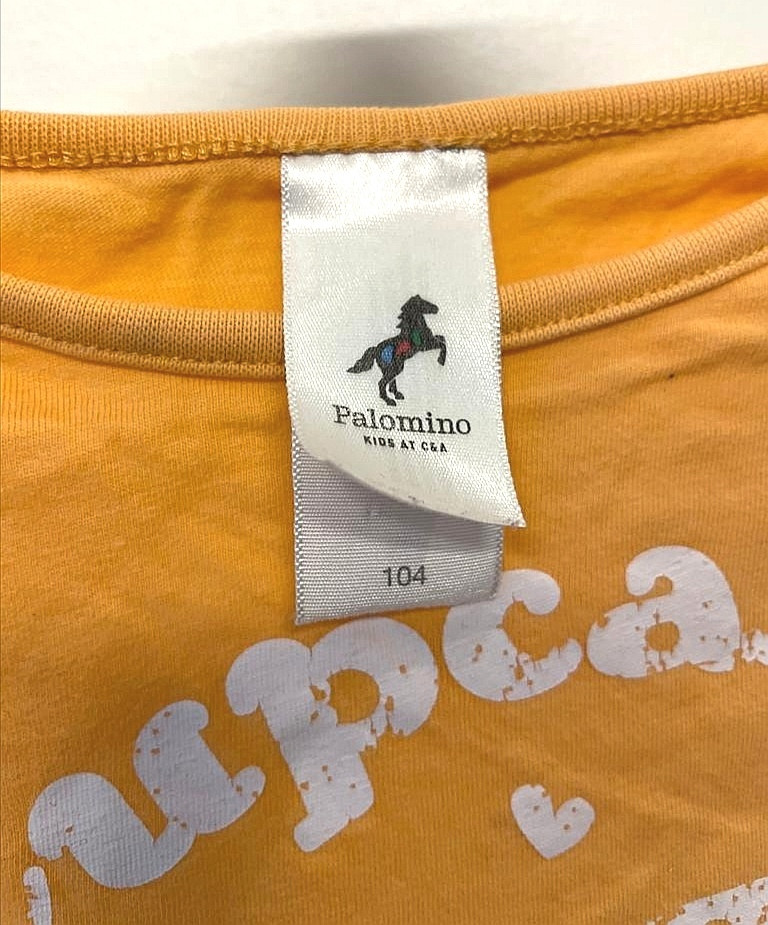 Palomino
KIDS AT C&A
104
upca